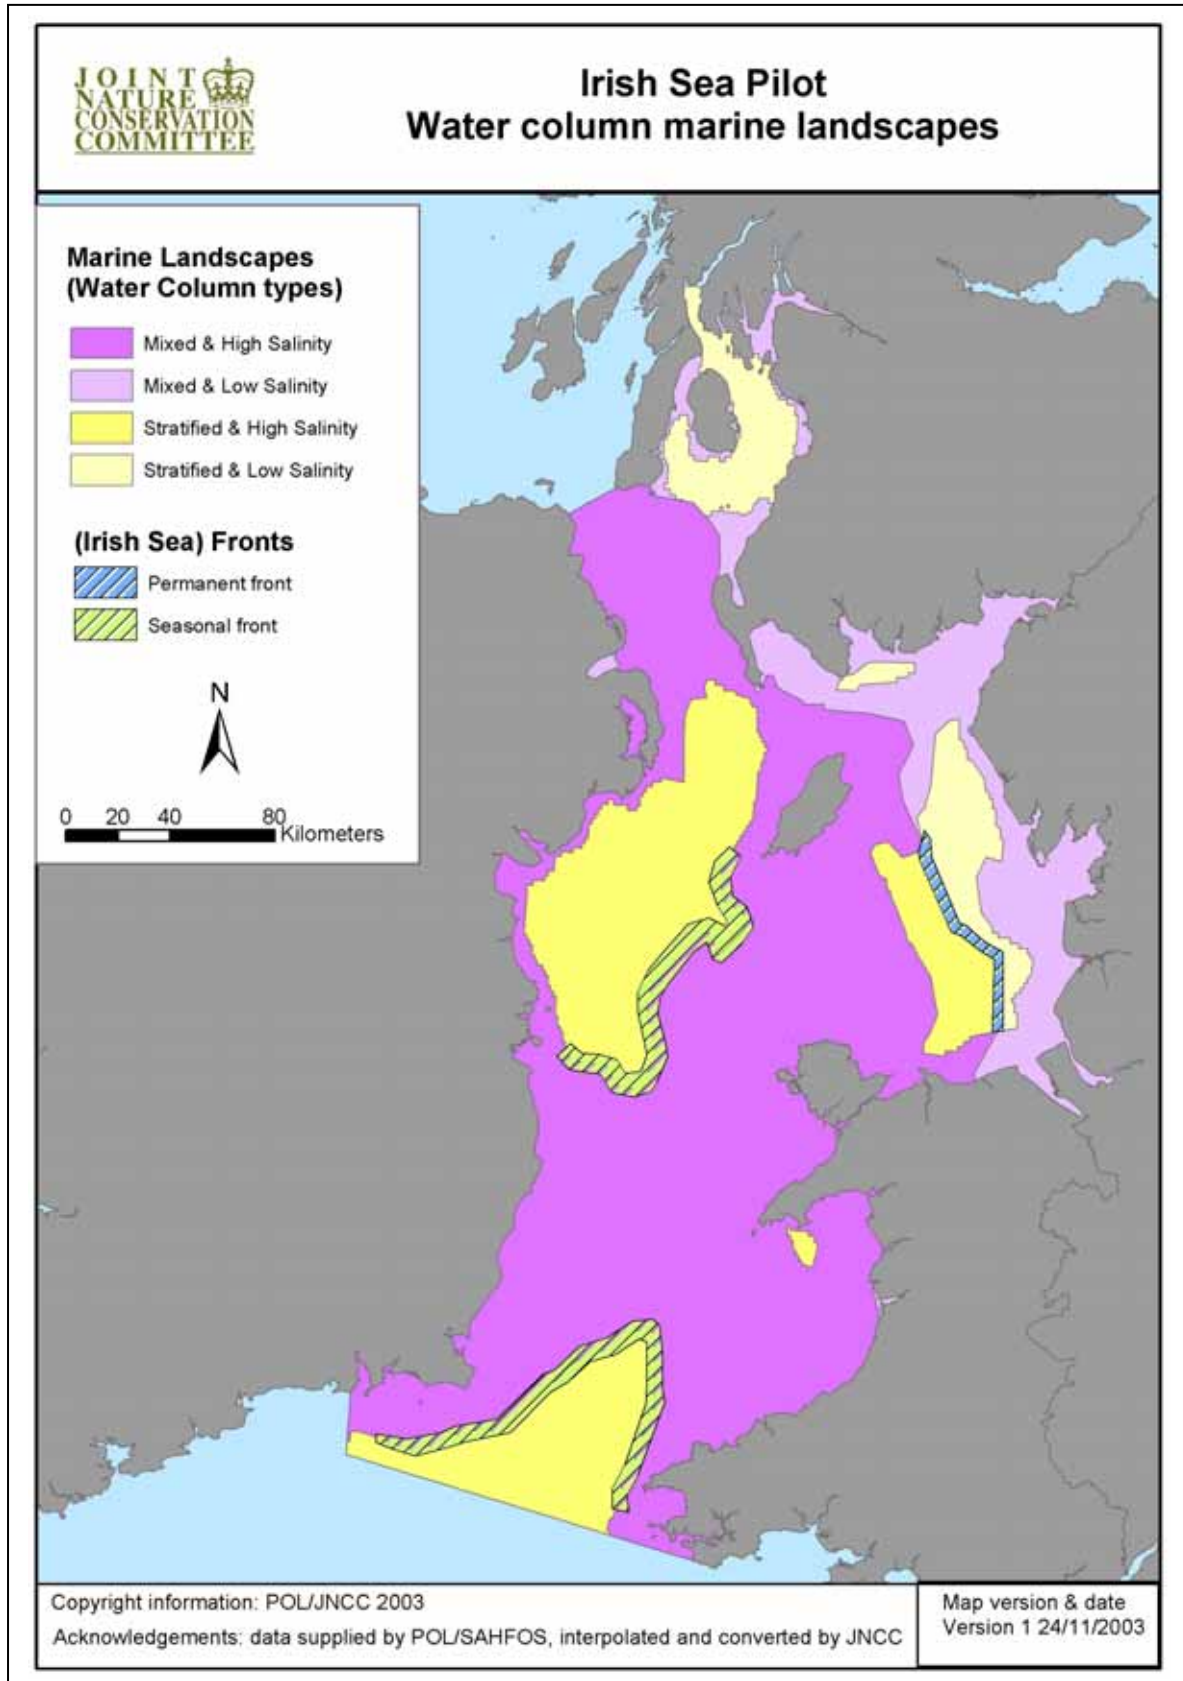 JOINT
NATURE
CONSERVATION
COMMITTEE
Irish Sea Pilot
Water column marine landscapes
Marine Landscapes
(Water Column types)
Mixed & High Salinity
Mixed & Low Salinity
Stratified & High Salinity
Stratified & Low Salinity
(Irish Sea) Fronts
Permanent front
Seasonal front
N
0 20 40 80
Kilometers
Copyright information: POL/JNCC 2003
Acknowledgements: data supplied by POL/SAHFOS, interpolated and converted by JNCC
Map version & date
Version 1 24/11/2003